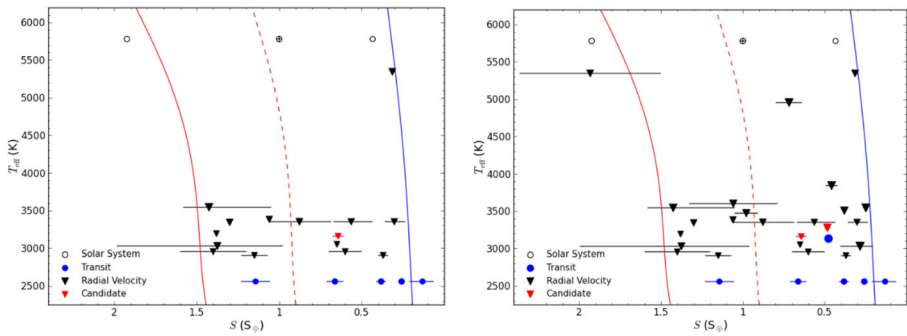 6000
5500
5000
4500
4000
3500
3000
2500
T_eff (K)
Solar System
Transit
Radial Velocity
Candidate
2 1.5 1 0.5
S (S⊕)
6000
5500
5000
4500
4000
3500
3000
2500
T_eff (K)
Solar System
Transit
Radial Velocity
Candidate
2 1.5 1 0.5
S (S⊕)